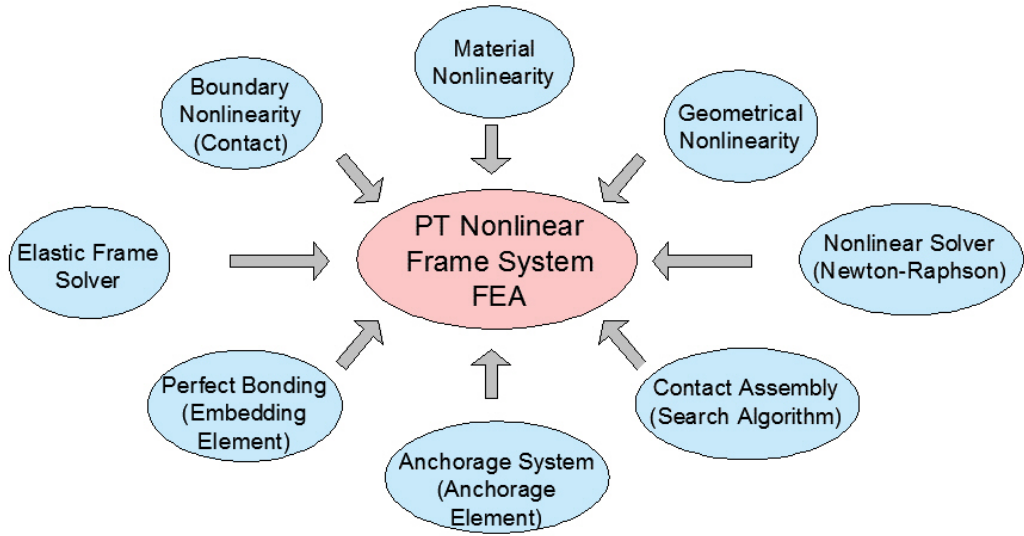 Material
Nonlinearity
Boundary
Nonlinearity
(Contact)
Geometrical
Nonlinearity
PT Nonlinear
Frame System
FEA
Elastic Frame
Solver
Nonlinear Solver
(Newton-Raphson)
Perfect Bonding
(Embedding
Element)
Contact Assembly
(Search Algorithm)
Anchorage System
(Anchorage
Element)